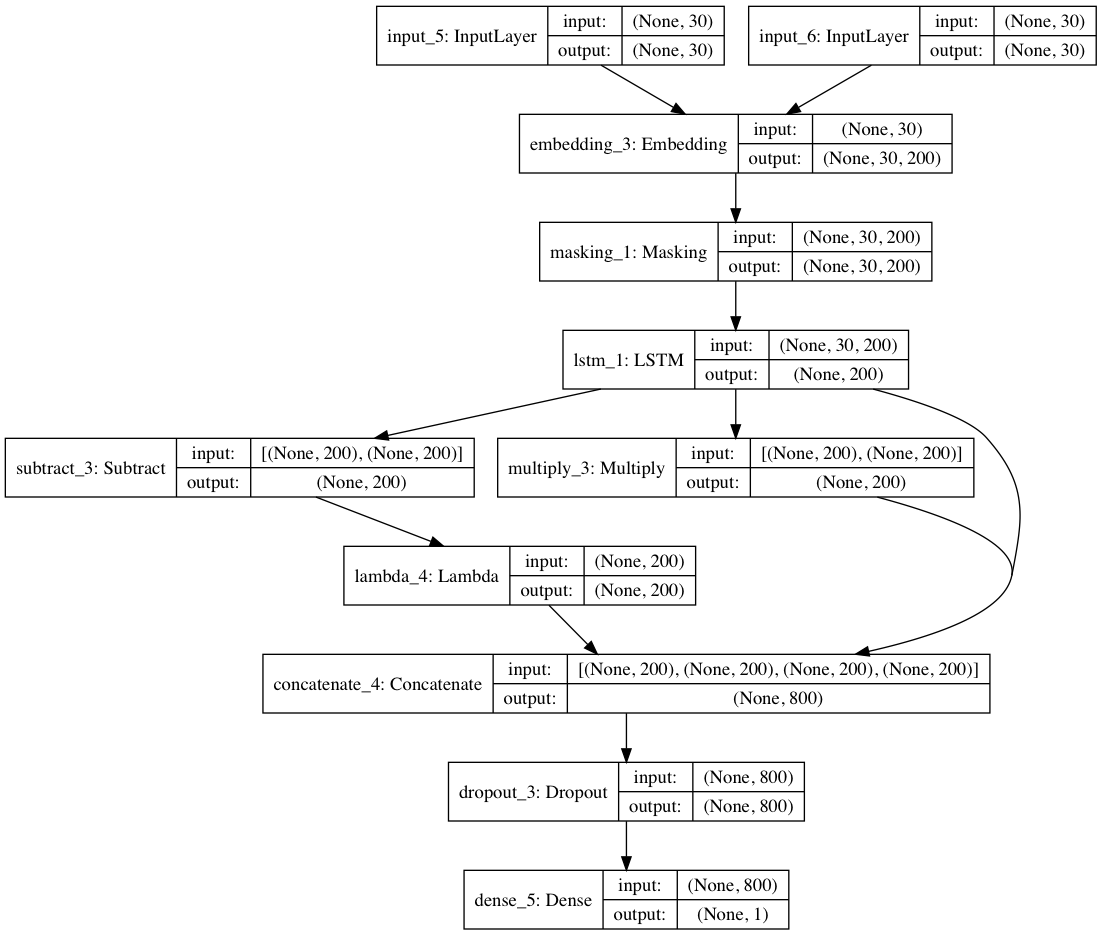 input_5: InputLayer input: (None, 30) output: (None, 30)
input_6: InputLayer input: (None, 30) output: (None, 30)
embedding_3: Embedding input: (None, 30) output: (None, 30, 200)
masking_1: Masking input: (None, 30, 200) output: (None, 30, 200)
lstm_1: LSTM input: (None, 30, 200) output: (None, 200)
subtract_3: Subtract input: [(None, 200), (None, 200)] output: (None, 200)
multiply_3: Multiply input: [(None, 200), (None, 200)] output: (None, 200)
lambda_4: Lambda input: (None, 200) output: (None, 200)
concatenate_4: Concatenate input: [(None, 200), (None, 200), (None, 200), (None, 200)] output: (None, 800)
dropout_3: Dropout input: (None, 800) output: (None, 800)
dense_5: Dense input: (None, 800) output: (None, 1)